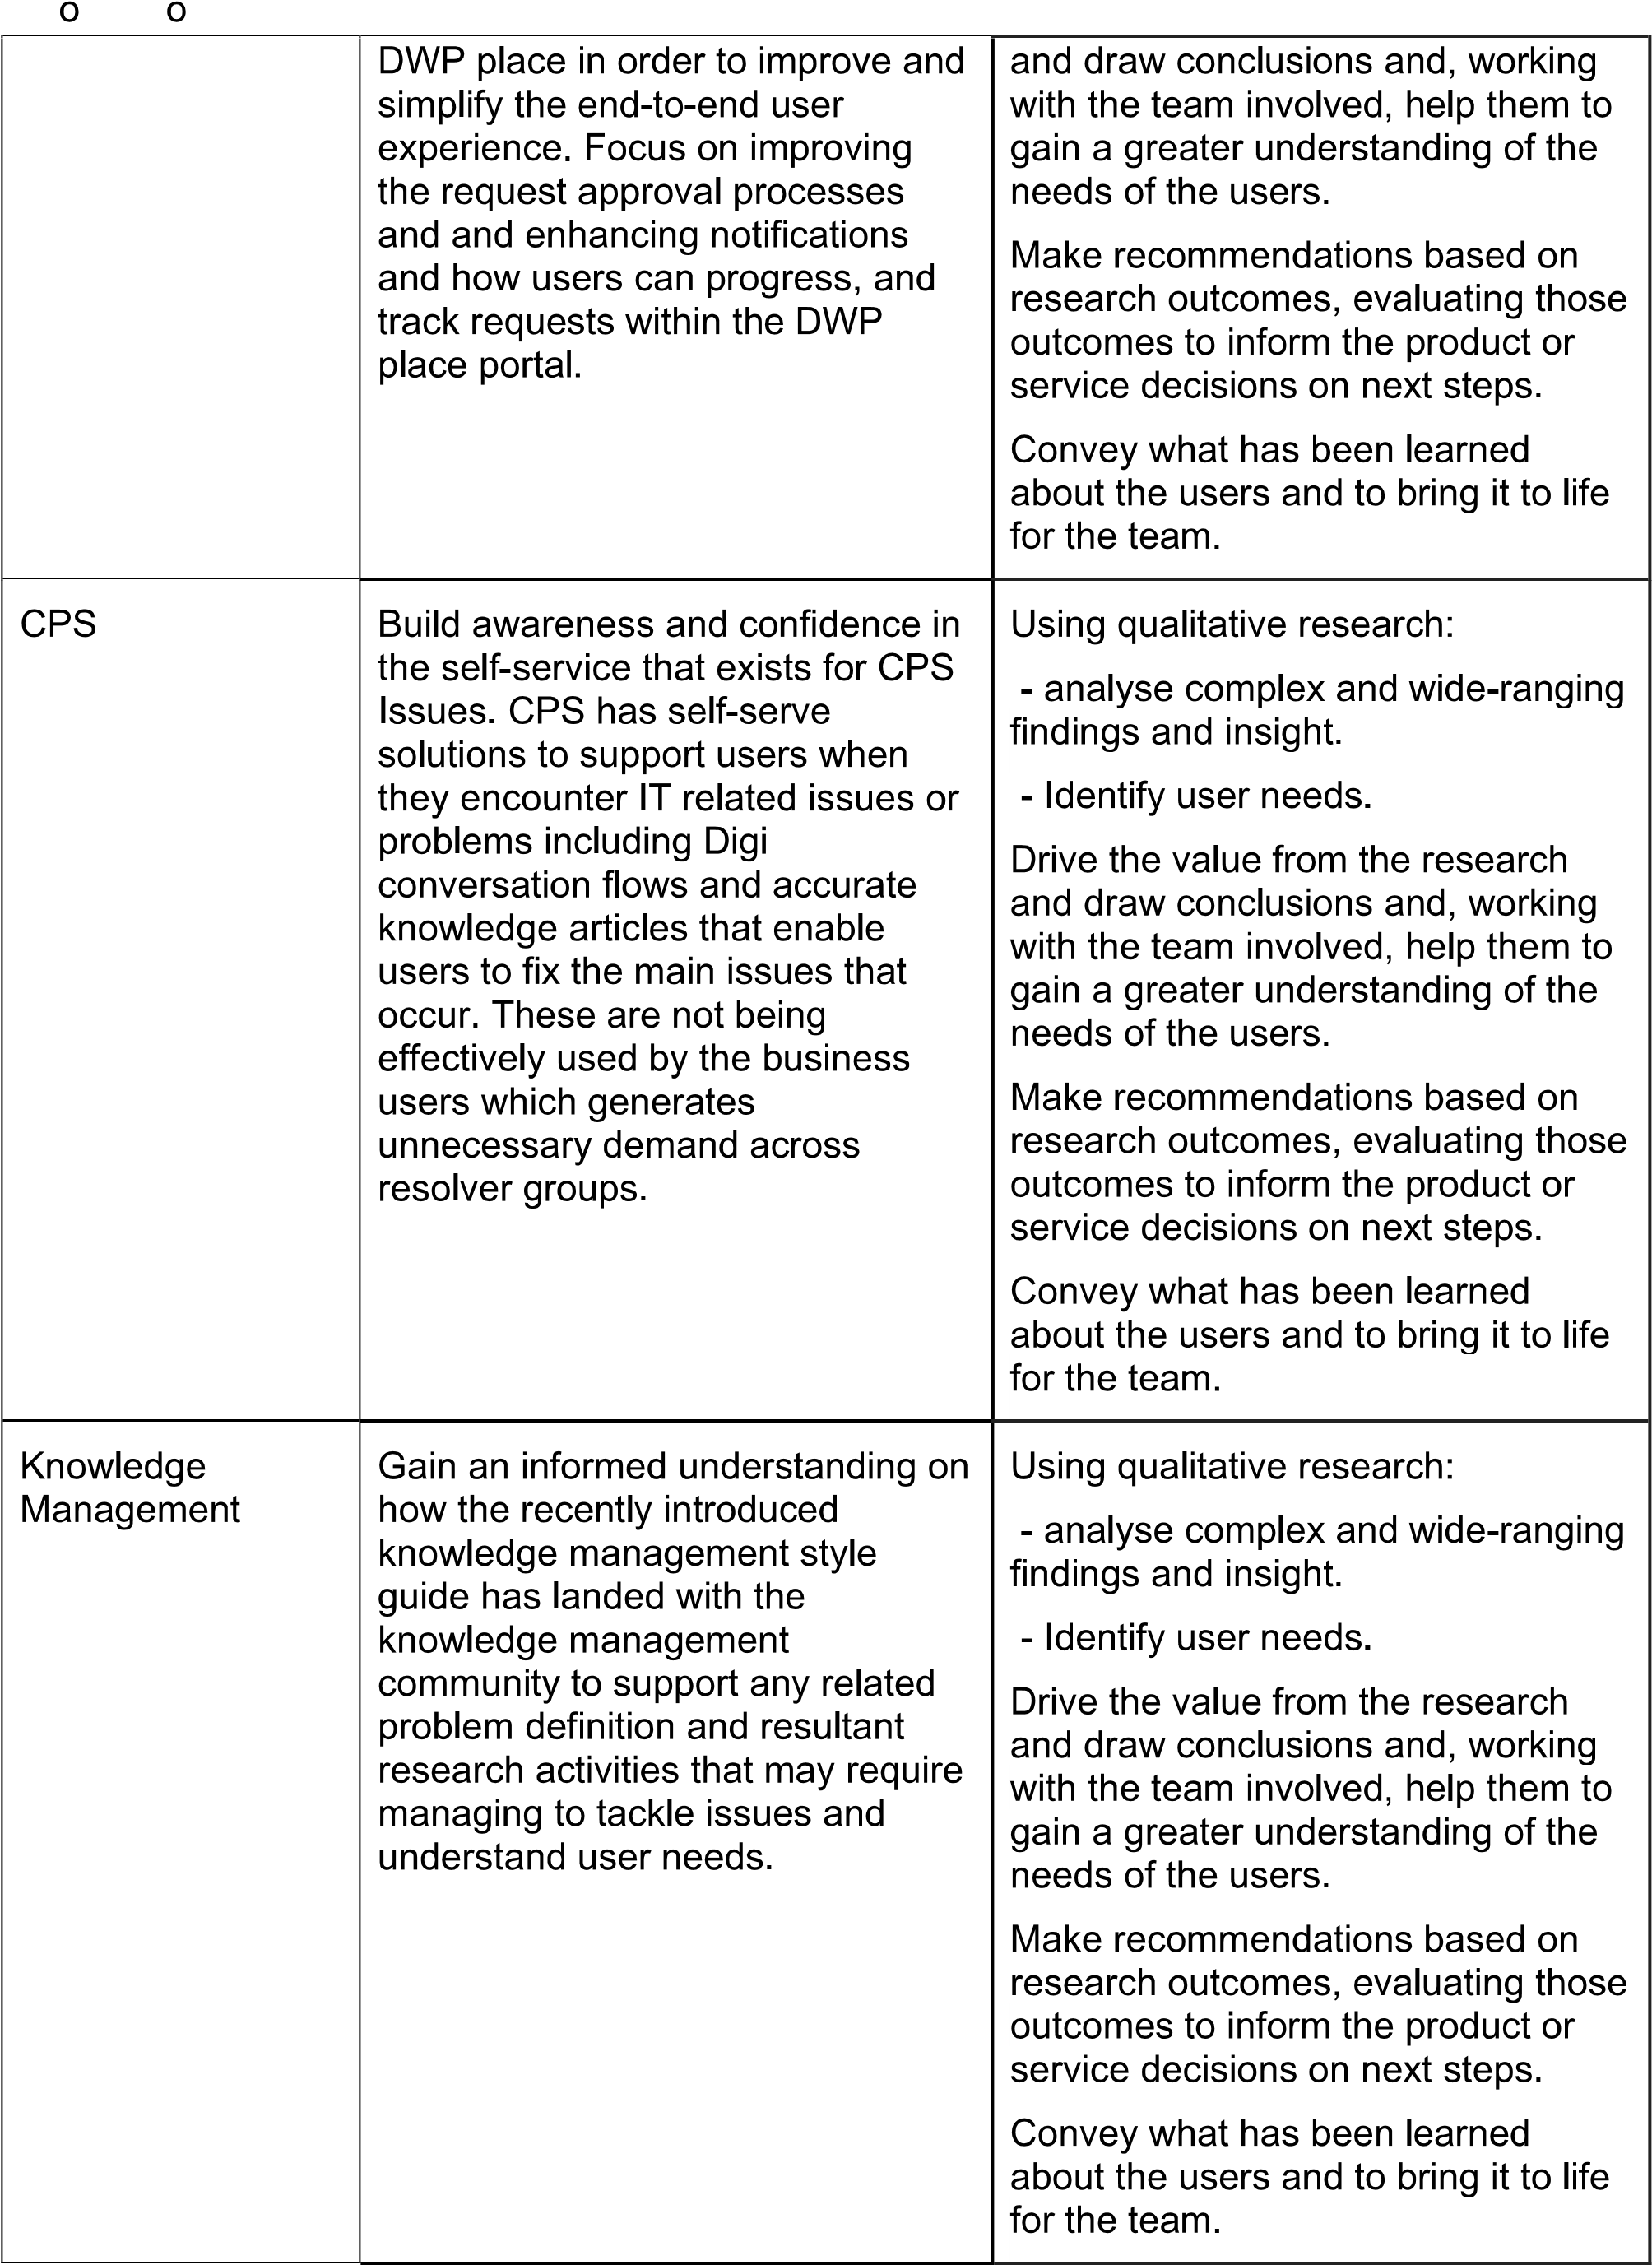 o o
DWP place in order to improve and
simplify the end-to-end user
experience. Focus on improving
the request approval processes
and and enhancing notifications
and how users can progress, and
track requests within the DWP
place portal.
and draw conclusions and, working
with the team involved, help them to
gain a greater understanding of the
needs of the users.
Make recommendations based on
research outcomes, evaluating those
outcomes to inform the product or
service decisions on next steps.
Convey what has been learned
about the users and to bring it to life
for the team.
CPS
Build awareness and confidence in
the self-service that exists for CPS
Issues. CPS has self-serve
solutions to support users when
they encounter IT related issues or
problems including Digi
conversation flows and accurate
knowledge articles that enable
users to fix the main issues that
occur. These are not being
effectively used by the business
users which generates
unnecessary demand across
resolver groups.
Using qualitative research:
- analyse complex and wide-ranging
findings and insight.
- Identify user needs.
Drive the value from the research
and draw conclusions and, working
with the team involved, help them to
gain a greater understanding of the
needs of the users.
Make recommendations based on
research outcomes, evaluating those
outcomes to inform the product or
service decisions on next steps.
Convey what has been learned
about the users and to bring it to life
for the team.
Knowledge
Management
Gain an informed understanding on
how the recently introduced
knowledge management style
guide has landed with the
knowledge management
community to support any related
problem definition and resultant
research activities that may require
managing to tackle issues and
understand user needs.
Using qualitative research:
- analyse complex and wide-ranging
findings and insight.
- Identify user needs.
Drive the value from the research
and draw conclusions and, working
with the team involved, help them to
gain a greater understanding of the
needs of the users.
Make recommendations based on
research outcomes, evaluating those
outcomes to inform the product or
service decisions on next steps.
Convey what has been learned
about the users and to bring it to life
for the team.